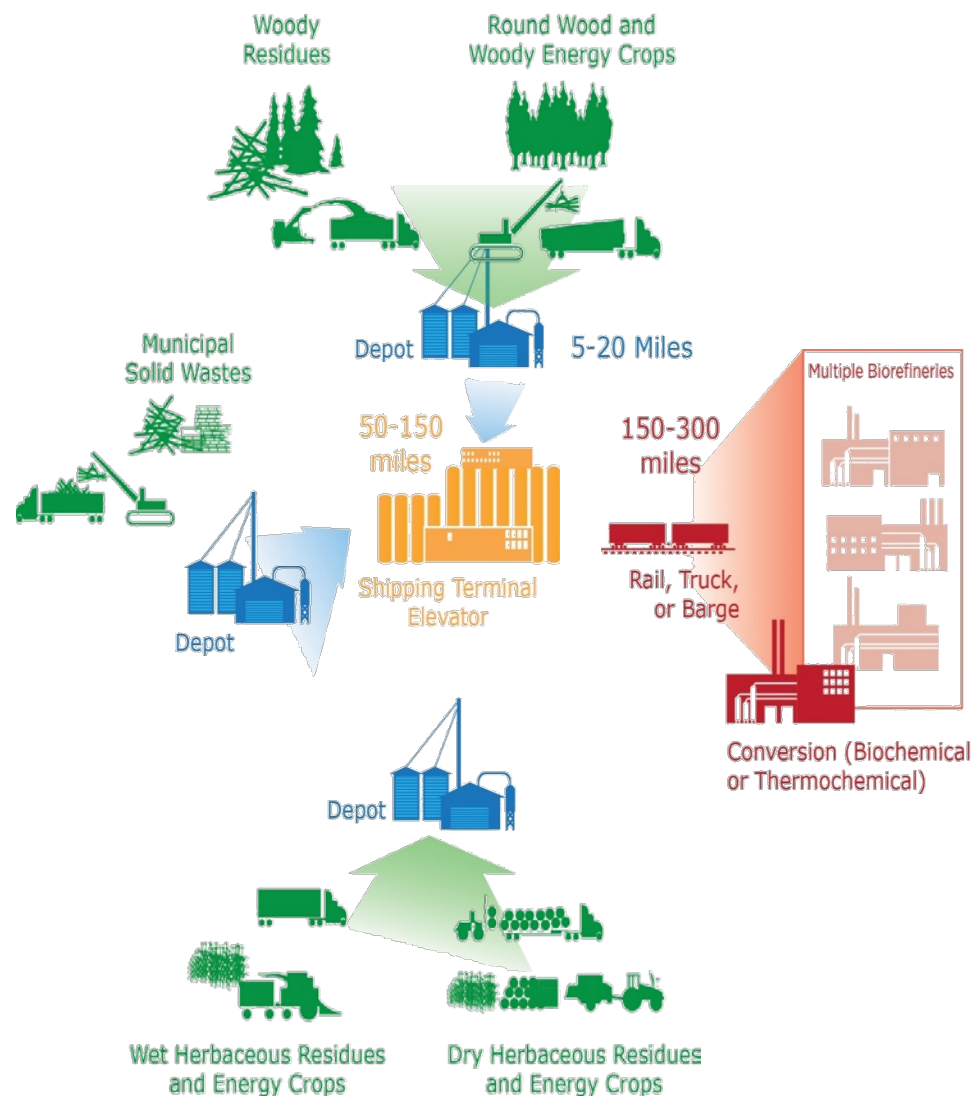 Woody
Residues
Round Wood and
Woody Energy Crops
Depot
5-20 Miles
Municipal
Solid Wastes
Multiple Biorefineries
50-150
miles
150-300
miles
Shipping Terminal
Elevator
Rail, Truck,
or Barge
Depot
Depot
Conversion (Biochemical
or Thermochemical)
Wet Herbaceous Residues
and Energy Crops
Dry Herbaceous Residues
and Energy Crops